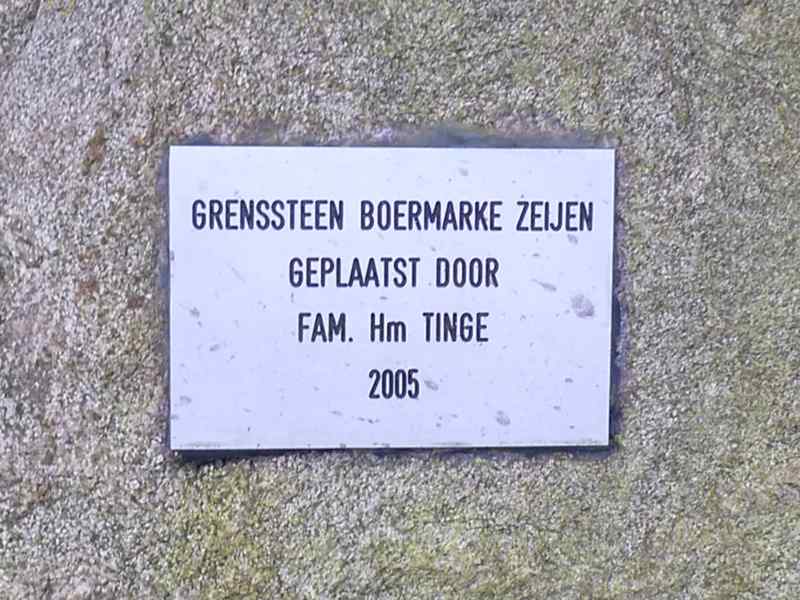 GRENSSTEEN BOERMARKE ZEIJEN
GEPLAATST DOOR
FAM. Hm TINGE
2005